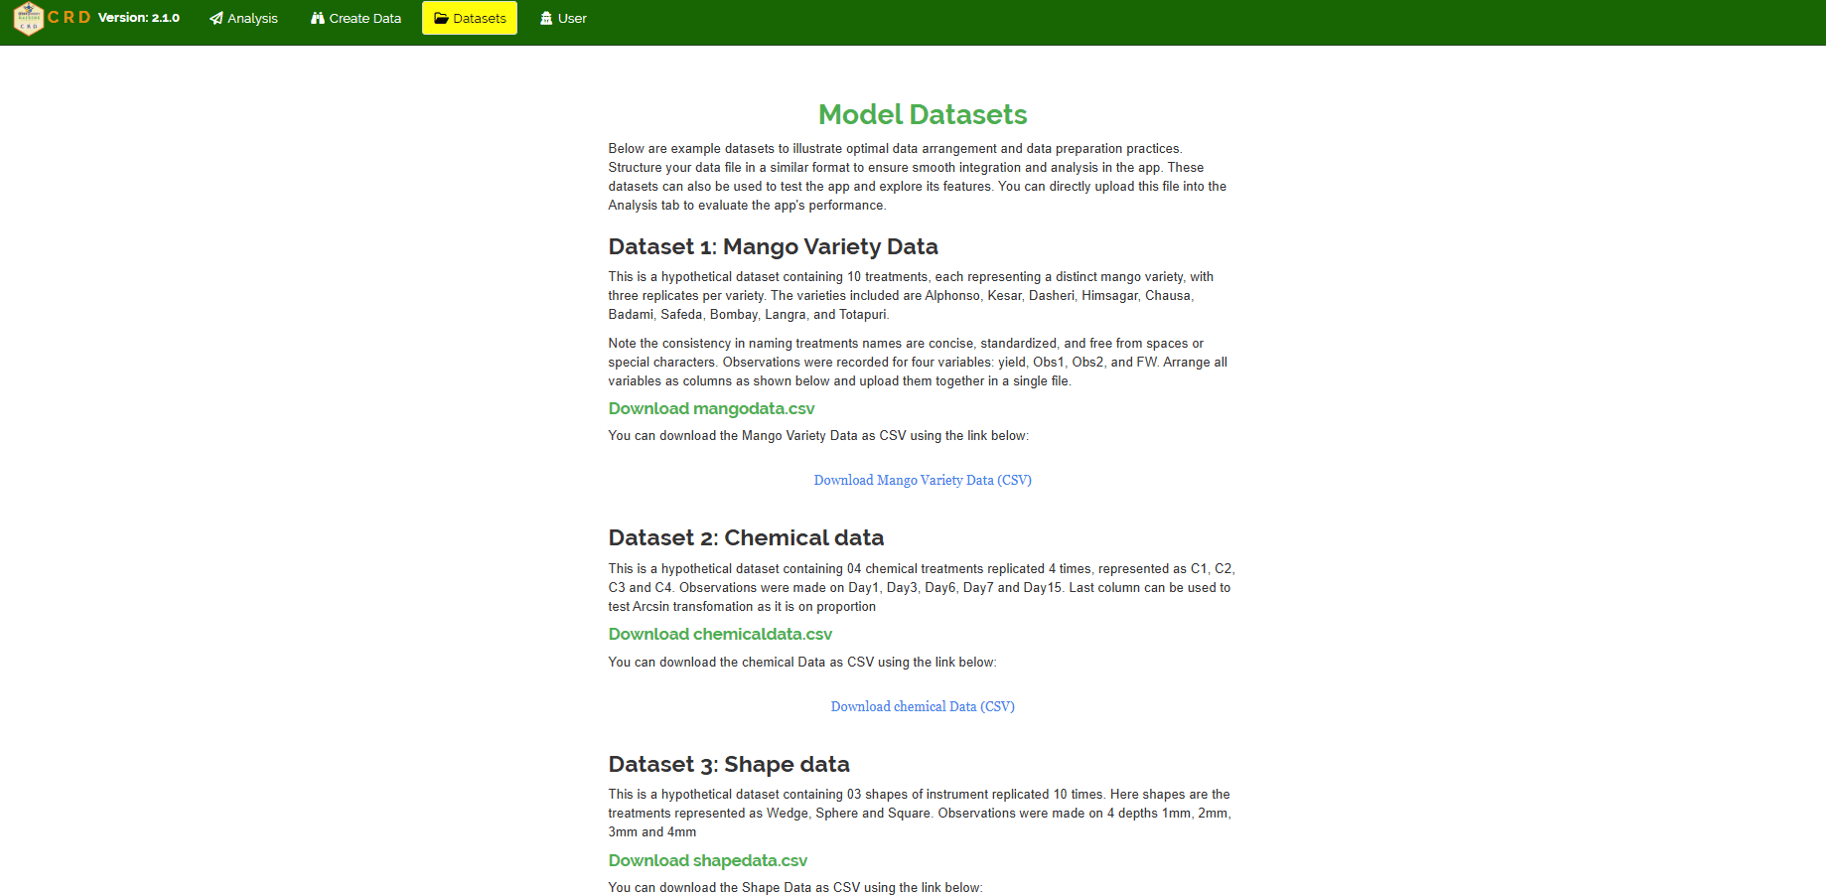 CRD Version: 2.1.0 Analysis Create Data Datasets User
Model Datasets
Below are example datasets to illustrate optimal data arrangement and data preparation practices.
Structure your data file in a similar format to ensure smooth integration and analysis in the app. These
datasets can also be used to test the app and explore its features. You can directly upload this file into the
Analysis tab to evaluate the app's performance.
Dataset 1: Mango Variety Data
This is a hypothetical dataset containing 10 treatments, each representing a distinct mango variety, with
three replicates per variety. The varieties included are Alphonso, Kesar, Dasheri, Himsagar, Chausa,
Badami, Safeda, Bombay, Langra, and Totapuri.
Note the consistency in naming treatments names are concise, standardized, and free from spaces or
special characters. Observations were recorded for four variables: yield, Obs1, Obs2, and FW. Arrange all
variables as columns as shown below and upload them together in a single file.
Download mangodata.csv
You can download the Mango Variety Data as CSV using the link below:
Download Mango Variety Data (CSV)
Dataset 2: Chemical data
This is a hypothetical dataset containing 04 chemical treatments replicated 4 times, represented as C1, C2,
C3 and C4. Observations were made on Day1, Day3, Day6, Day7 and Day15. Last column can be used to
test Arcsin transfomation as it is on proportion
Download chemicaldata.csv
You can download the chemical Data as CSV using the link below:
Download chemical Data (CSV)
Dataset 3: Shape data
This is a hypothetical dataset containing 03 shapes of instrument replicated 10 times. Here shapes are the
treatments represented as Wedge, Sphere and Square. Observations were made on 4 depths 1mm, 2mm,
3mm and 4mm
Download shapedata.csv
You can download the Shape Data as CSV using the link below: